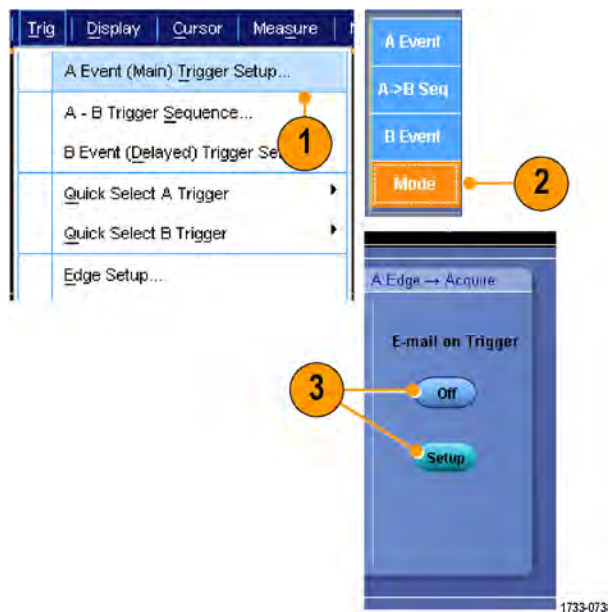 Trig Display Cursor Measure
A Event (Main) Trigger Setup...
A - B Trigger Sequence...
1
B Event (Delayed) Trigger Se
Quick Select A Trigger
Quick Select B Trigger
Edge Setup...
A Event
A->B Seq
B Event
Mode
2
A Edge → Acquire
E-mail on Trigger
3
Off
Setup
1733-073